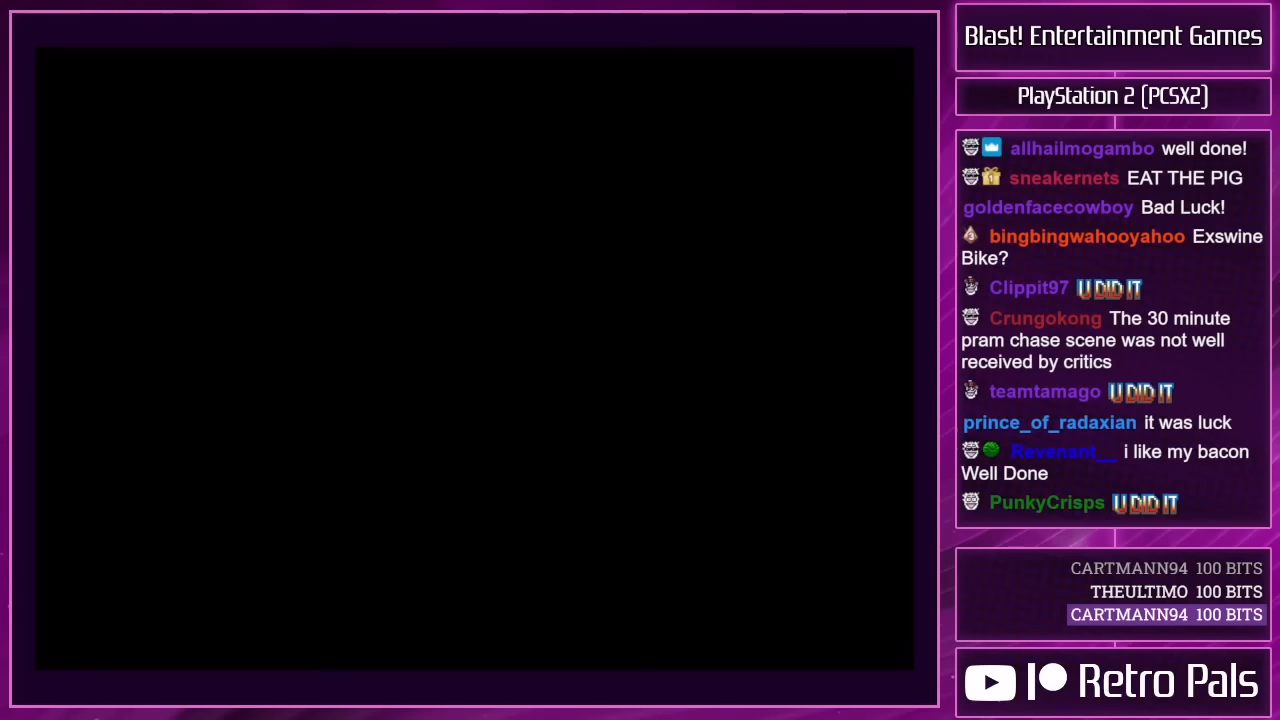 Blast! Entertainment Games
PlayStation 2 (PCSX2)
allhailmogambo well done!
sneakernets EAT THE PIG
goldenfacecowboy Bad Luck!
bingbingwahooyahoo Exswine
Bike?
Clippit97 U DID IT
Crungokong The 30 minute
pram chase scene was not well
received by critics
teamtamago U DID IT
prince_of_radaxian it was luck
Revenant__ i like my bacon
Well Done
PunkyCrisps U DID IT
CARTMANN94 100 BITS
THEULTIMO 100 BITS
CARTMANN94 100 BITS
Retro Pals